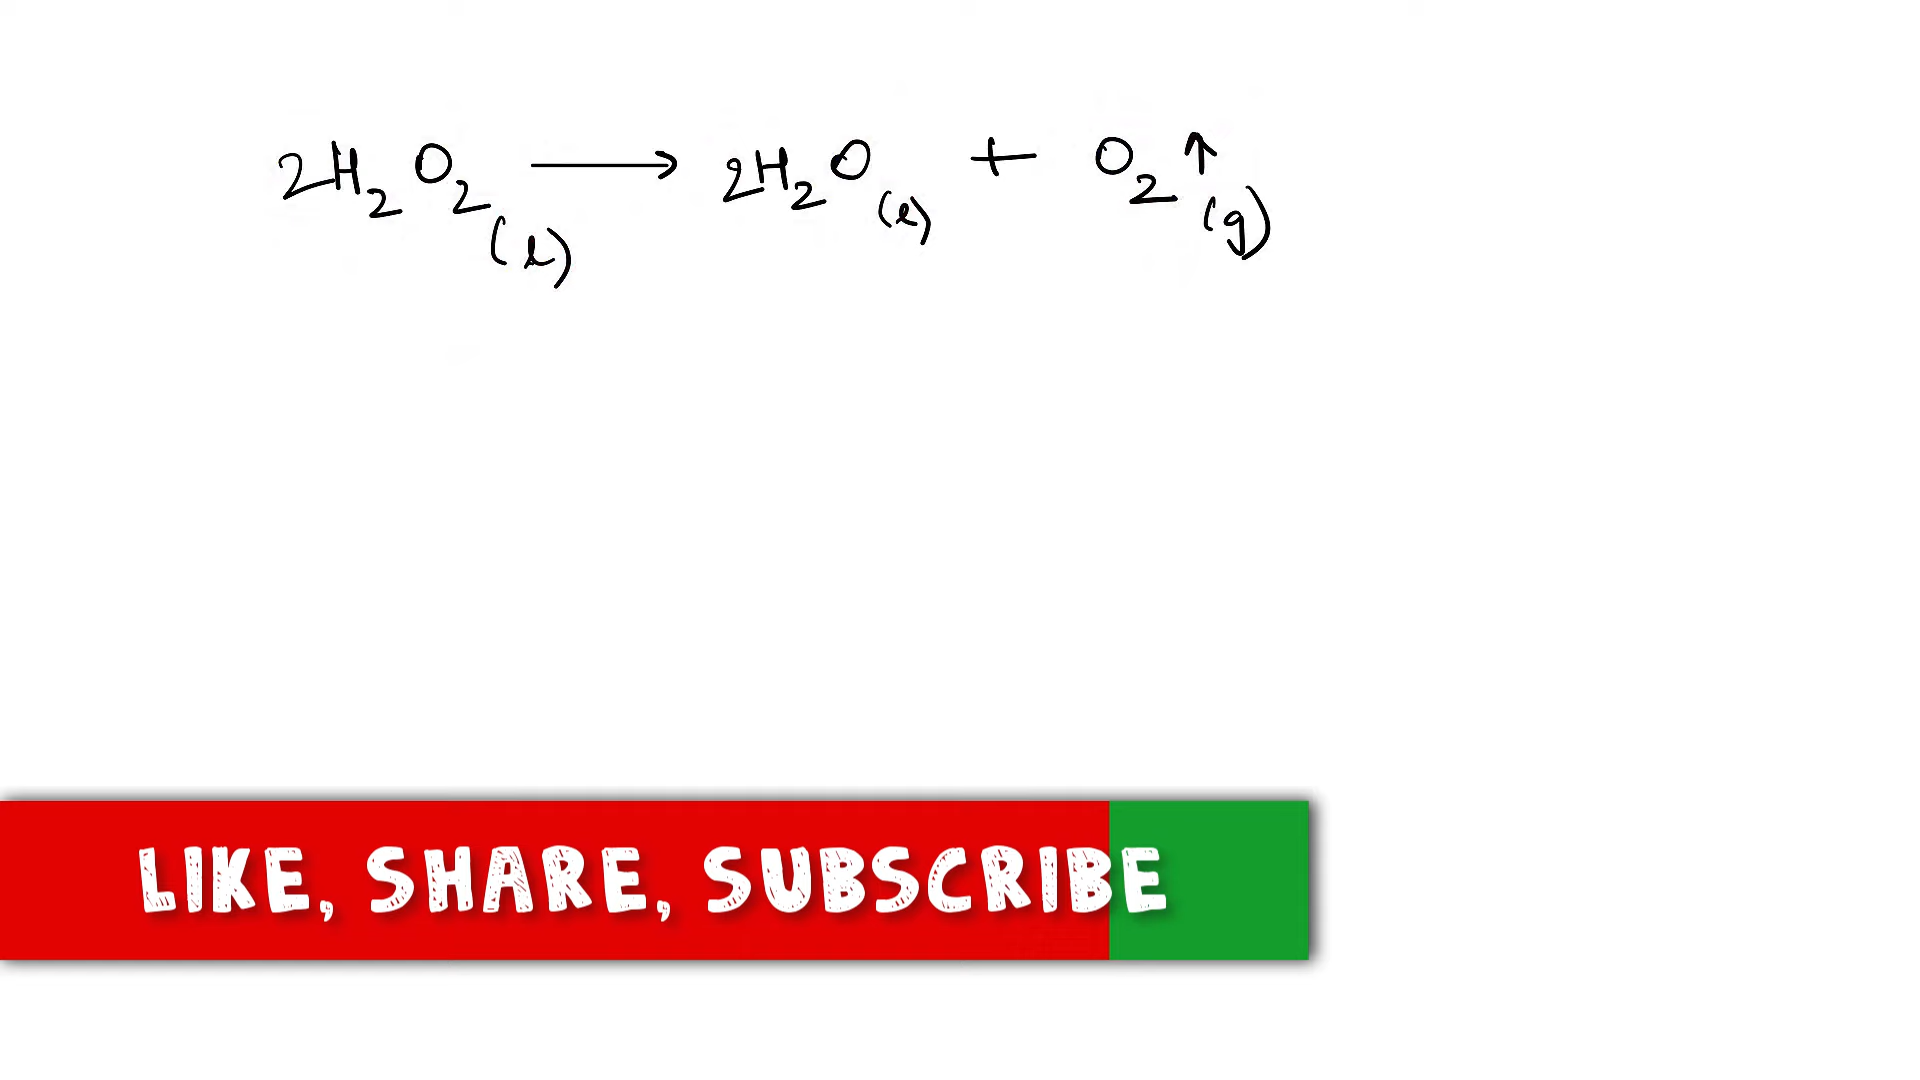 2H₂O₂(l) ⟶ 2H₂O(l) + O₂↑(g)
LIKE, SHARE, SUBSCRIBE